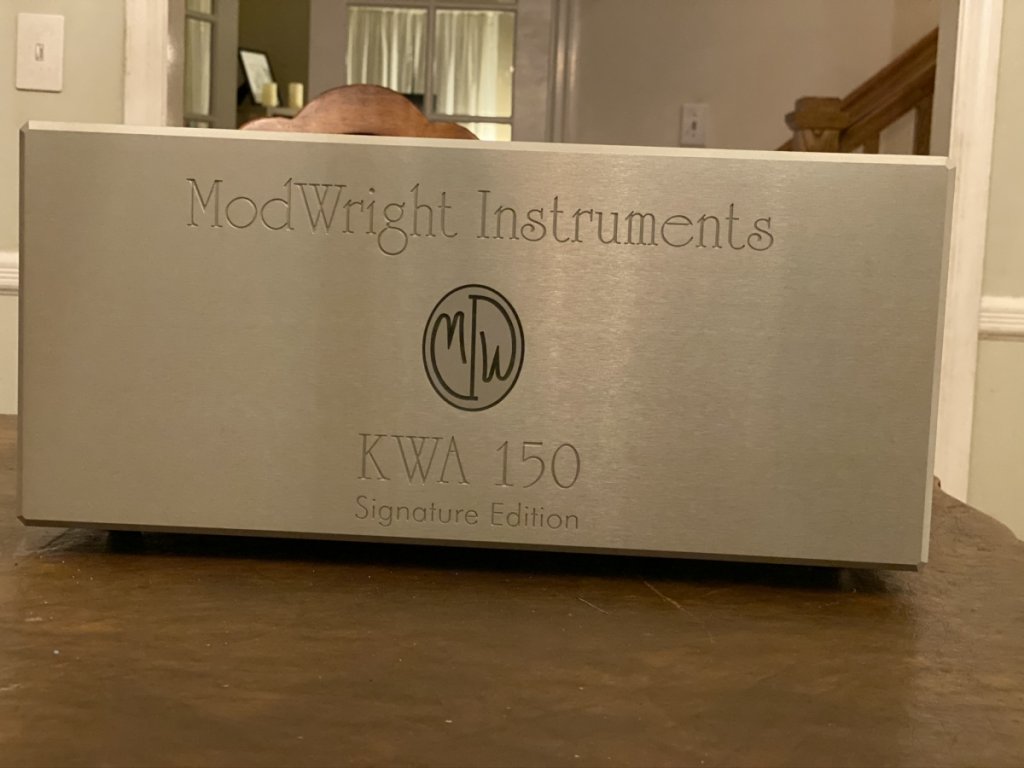 ModWright Instruments
MW
KWA 150
Signature Edition